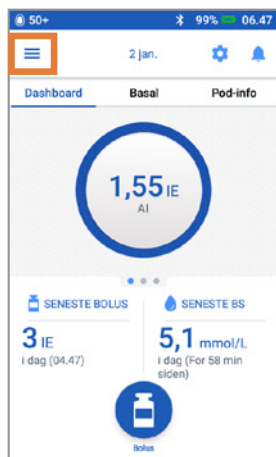 50+ 99% 06.47
2 jan.
Dashboard Basal Pod-info
1,55 IE
AI
SENESTE BOLUS
3 IE
i dag (04.47)
SENESTE BS
5,1 mmol/L
i dag (For 58 min
siden)
Bolus